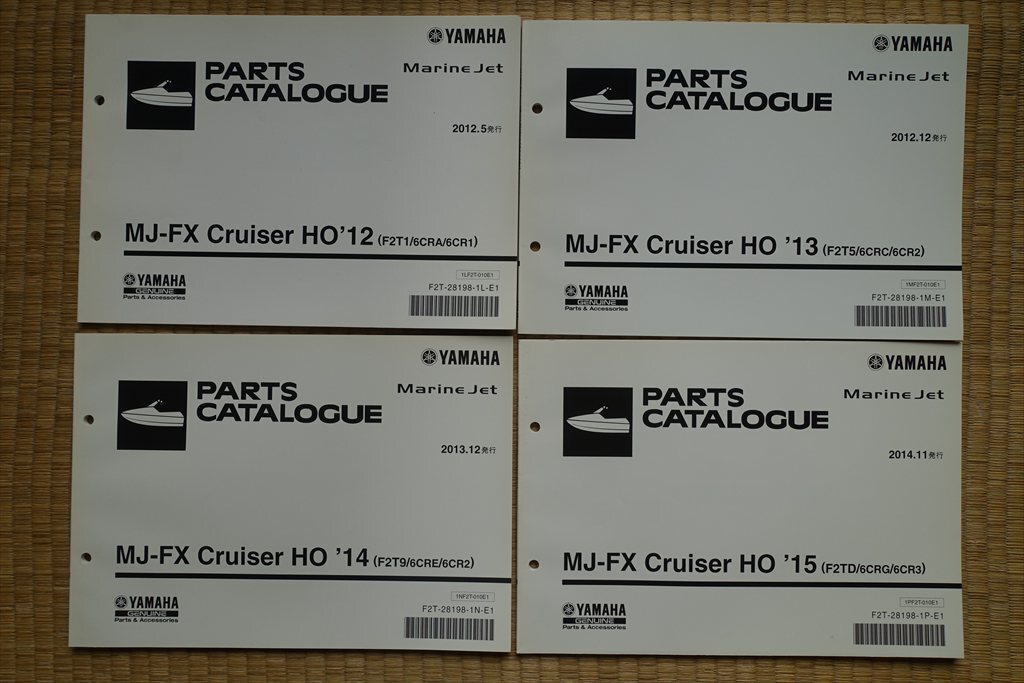 YAMAHA
Marine Jet
PARTS
CATALOGUE
2012.5発行
MJ-FX Cruiser HO'12 (F2T1/6CRA/6CR1)
YAMAHA
GENUINE
Parts & Accessories
1LF2T-010E1
F2T-28198-1L-E1
YAMAHA
Marine Jet
PARTS
CATALOGUE
2012.12発行
MJ-FX Cruiser HO '13 (F2T5/6CRC/6CR2)
YAMAHA
GENUINE
Parts & Accessories
1MF2T-010E1
F2T-28198-1M-E1
YAMAHA
Marine Jet
PARTS
CATALOGUE
2013.12発行
MJ-FX Cruiser HO '14 (F2T9/6CRE/6CR2)
YAMAHA
GENUINE
Parts & Accessories
1NF2T-010E1
F2T-28198-1N-E1
YAMAHA
Marine Jet
PARTS
CATALOGUE
2014.11発行
MJ-FX Cruiser HO '15 (F2TD/6CRG/6CR3)
YAMAHA
GENUINE
Parts & Accessories
1PF2T-010E1
F2T-28198-1P-E1